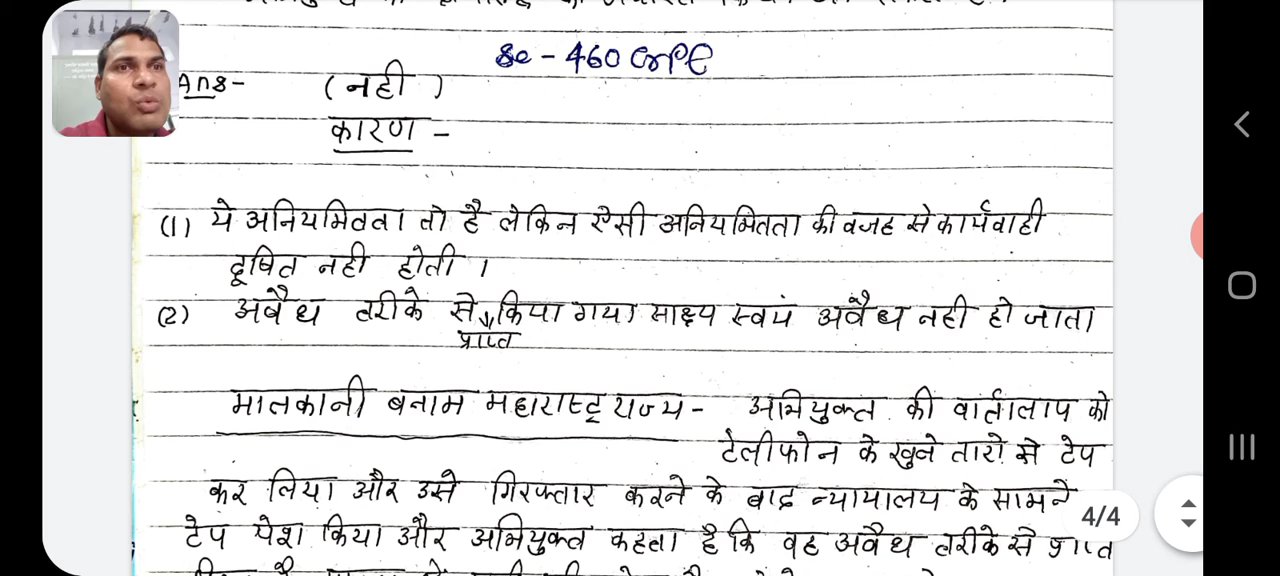 Se - 460 CrPC
Ans- (नही)
कारण -
(1) ये अनियमितता तो है लेकिन ऐसी अनियमितता की वजह से कार्यवाही
दूषित नही होती ।
(2) अवैध तरीके से किया गया साक्ष्य स्वयं अवैध नही हो जाता
प्राप्त
मालकानी बनाम महाराष्ट्र राज्य - अभियुक्त की वार्तालाप को
टेलीफोन के खुले तारो से टेप
कर लिया और उसे गिरफ्तार करने के बाद न्यायालय के सामने
4/4
टेप पेश किया और अभियुक्त कहता है कि वह अवैध तरीके से प्राप्त